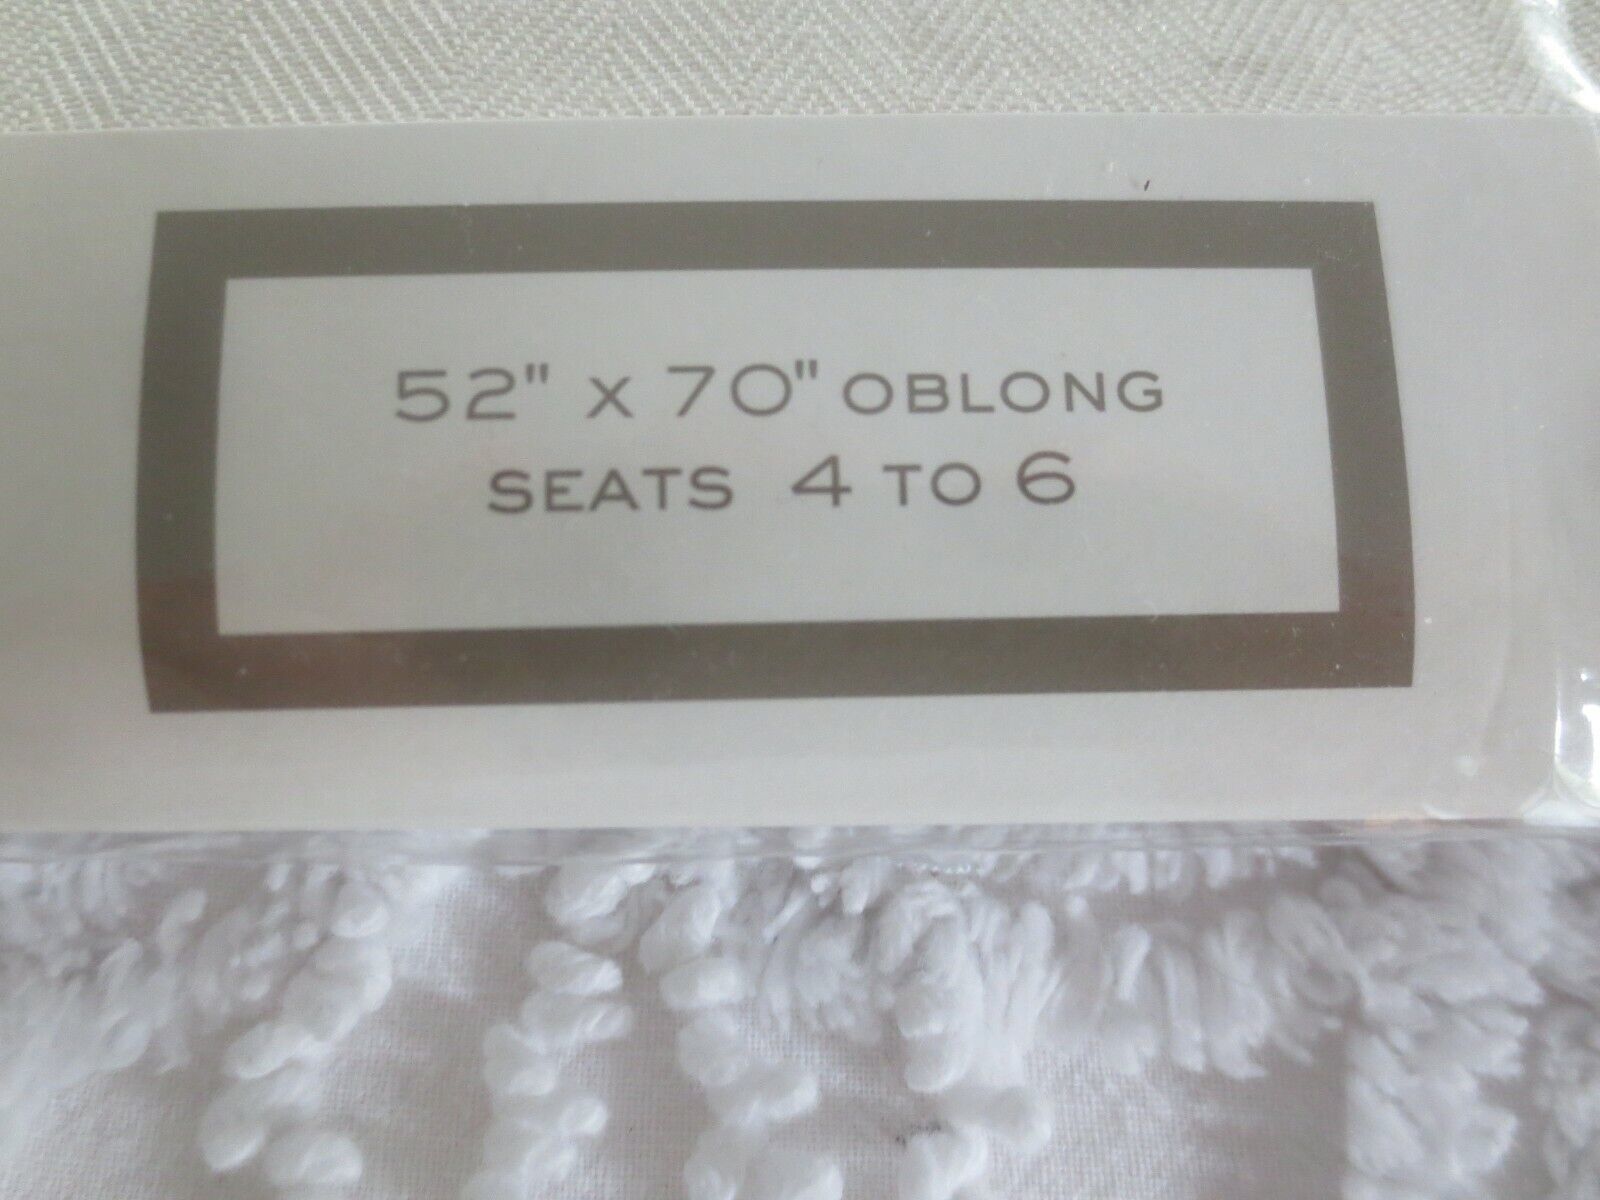 52" x 70" OBLONG
SEATS 4 TO 6